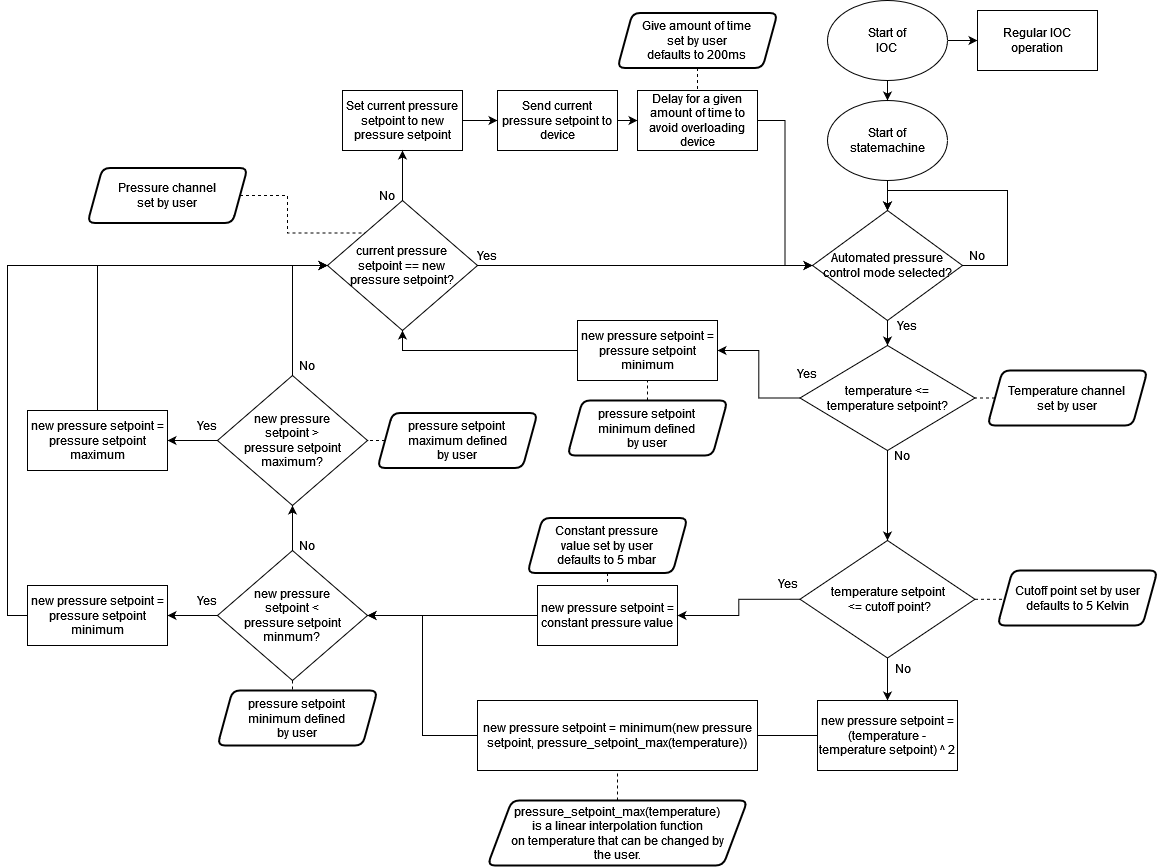 Give amount of time
set by user
defaults to 200ms
Start of
IOC
Regular IOC
operation
Set current pressure
setpoint to new
pressure setpoint
Send current
pressure setpoint to
device
Delay for a given
amount of time to
avoid overloading
device
Start of
statemachine
Pressure channel
set by user
No
current pressure
setpoint == new
pressure setpoint?
Yes
Automated pressure
control mode selected?
No
Yes
new pressure setpoint =
pressure setpoint
minimum
Yes
temperature <=
temperature setpoint?
Temperature channel
set by user
No
pressure setpoint
minimum defined
by user
No
new pressure
setpoint >
pressure setpoint
maximum?
Yes
new pressure setpoint =
pressure setpoint
maximum
pressure setpoint
maximum defined
by user
No
Constant pressure
value set by user
defaults to 5 mbar
Yes
temperature setpoint
<= cutoff point?
Cutoff point set by user
defaults to 5 Kelvin
new pressure setpoint =
constant pressure value
new pressure
setpoint <
pressure setpoint
minmum?
Yes
new pressure setpoint =
pressure setpoint
minimum
No
pressure setpoint
minimum defined
by user
new pressure setpoint = minimum(new pressure
setpoint, pressure_setpoint_max(temperature))
new pressure setpoint =
(temperature -
temperature setpoint) ^ 2
pressure_setpoint_max(temperature)
is a linear interpolation function
on temperature that can be changed by
the user.